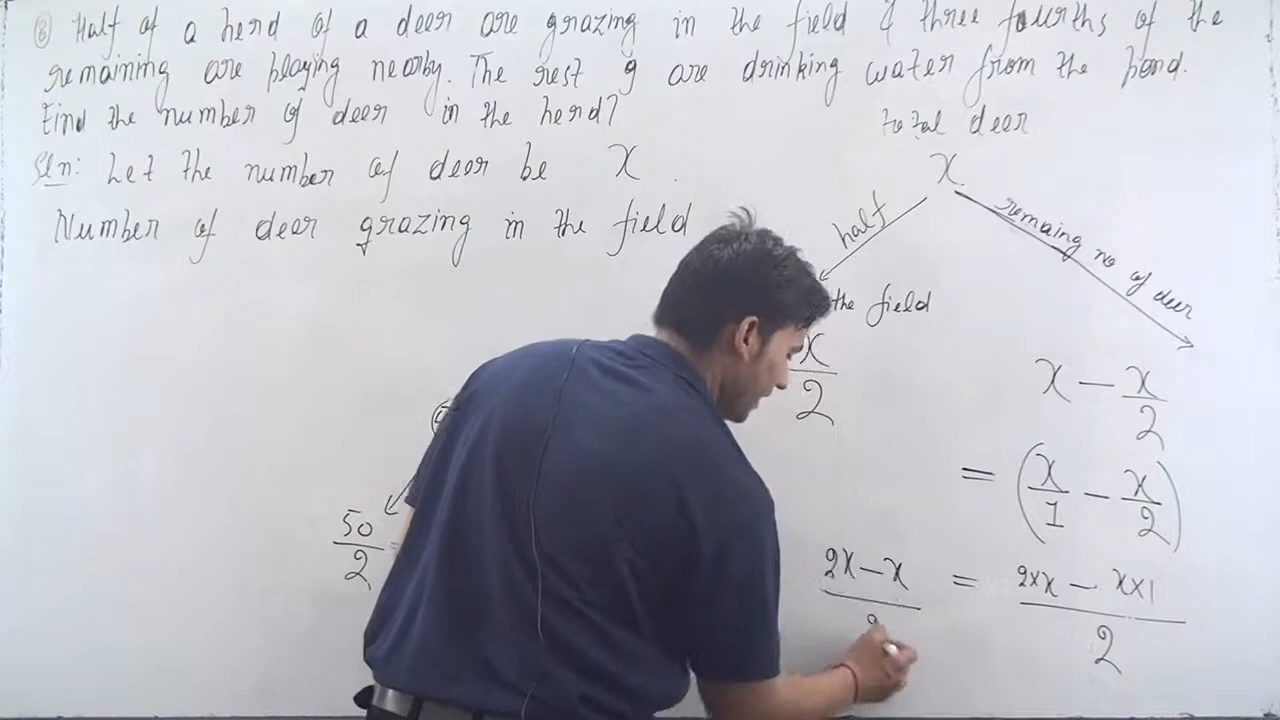 ⑧ Half of a herd of a deer are grazing in the field & three fourths of the
remaining are playing nearby. The rest 9 are drinking water from the pond.
Find the number of deer in the herd?
total deer
Soln: Let the number of deer be x.
x
Number of deer grazing in the field
half
remaing no of deer
the field
x/2
x - x/2
= (x/1 - x/2)
50/2 =
2x - x = 2×x - x×1 / 2